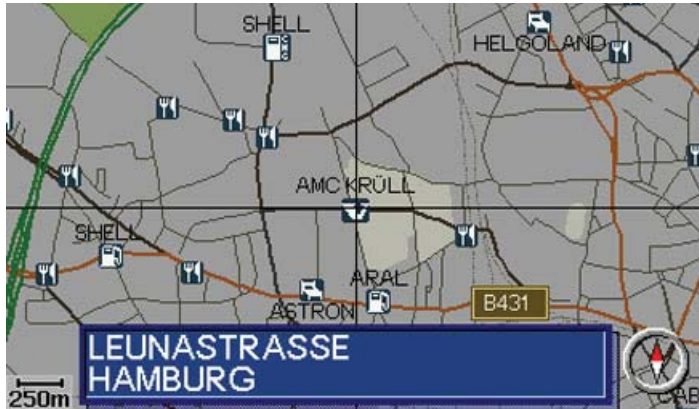 SHELL
HELGOLAND
AMC KRÜLL
SHELL
ARAL
ASTRON
B431
LEUNASTRASSE
HAMBURG
250m